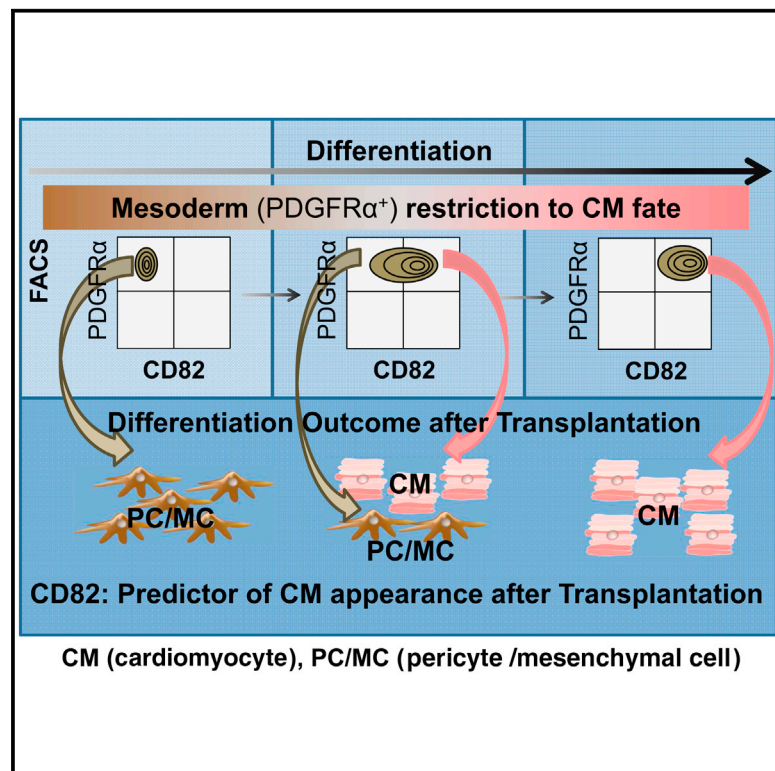 Differentiation
Mesoderm (PDGFRα⁺) restriction to CM fate
FACS
PDGFRα
CD82
PDGFRα
CD82
PDGFRα
CD82
Differentiation Outcome after Transplantation
PC/MC
CM
PC/MC
CM
CD82: Predictor of CM appearance after Transplantation
CM (cardiomyocyte), PC/MC (pericyte /mesenchymal cell)